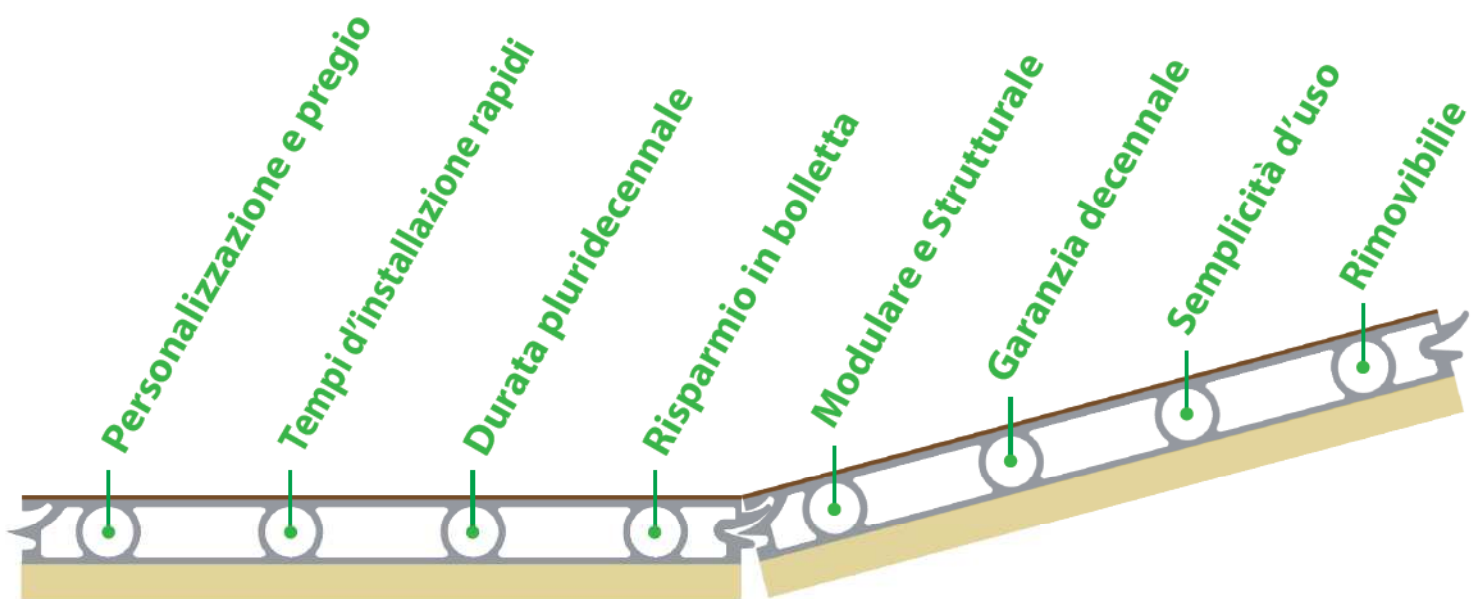 Personalizzazione e pregio
Tempi d'installazione rapidi
Durata pluridecennale
Risparmio in bolletta
Modulare e Strutturale
Garanzia decennale
Semplicità d'uso
Rimovibilie